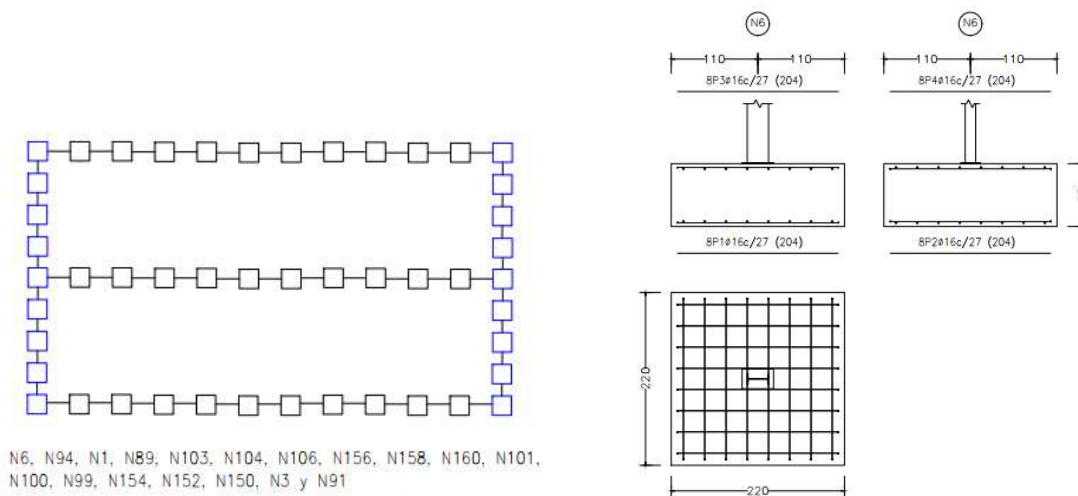 N6 N6
110 110 110 110
8P3ø16c/27 (204) 8P4ø16c/27 (204)
8P1ø16c/27 (204) 8P2ø16c/27 (204)
220
220
N6, N94, N1, N89, N103, N104, N106, N156, N158, N160, N101,
N100, N99, N154, N152, N150, N3 y N91